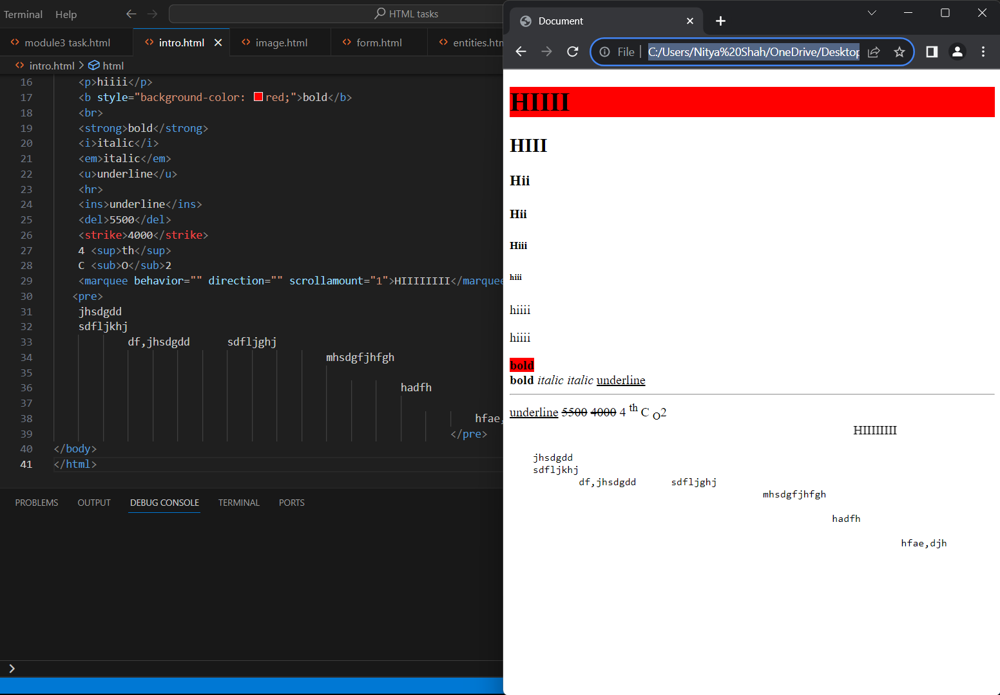 Terminal Help
HTML tasks
module3 task.html
intro.html
image.html
form.html
entities.htm
intro.html > html
16 <p>hiiii</p>
17 <b style="background-color: red;">bold</b>
18 <br>
19 <strong>bold</strong>
20 <i>italic</i>
21 <em>italic</em>
22 <u>underline</u>
23 <hr>
24 <ins>underline</ins>
25 <del>5500</del>
26 <strike>4000</strike>
27 4 <sup>th</sup>
28 C <sub>O</sub>2
29 <marquee behavior="" direction="" scrollamount="1">HIIIIIIII</marquee
30 <pre>
31 jhsdgdd
32 sdfljkhj
33 df,jhsdgdd sdfljghj
34 mhsdgfjhfgh
35
36 hadfh
37
38 hfae,
39 </pre>
40 </body>
41 </html>
PROBLEMS OUTPUT DEBUG CONSOLE TERMINAL PORTS
Document
File | C:/Users/Nitya%20Shah/OneDrive/Desktop
HIIII
HIII
Hii
Hii
Hiii
hiii
hiiii
hiiii
bold
bold italic italic underline
underline 5500 4000 4 th C O2
HIIIIIIII
jhsdgdd
sdfljkhj
df,jhsdgdd sdfljghj
mhsdgfjhfgh
hadfh
hfae,djh